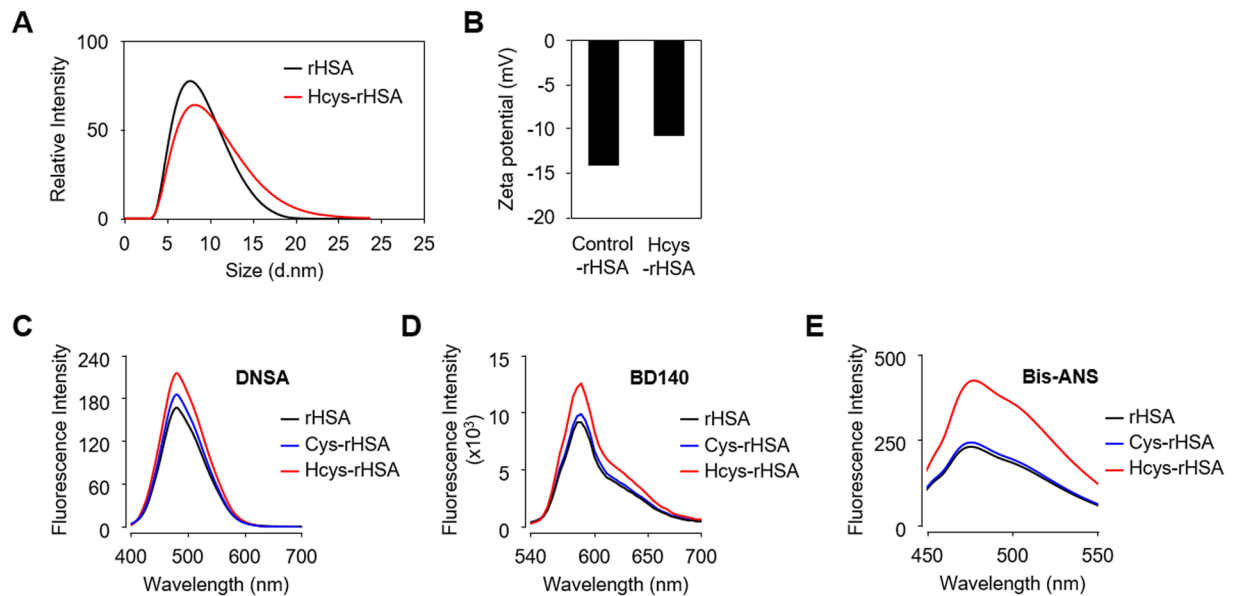 A
Relative Intensity
100
50
0
rHSA
Hcys-rHSA
0 5 10 15 20 25 25 25
Size (d.nm)
B
Zeta potential (mV)
0
-5
-10
-15
-20
Control
-rHSA
Hcys
-rHSA
C
Fluorescence Intensity
240
180
120
60
0
DNSA
rHSA
Cys-rHSA
Hcys-rHSA
400 500 600 700
Wavelength (nm)
D
Fluorescence Intensity
(x10³)
15
10
5
0
BD140
rHSA
Cys-rHSA
Hcys-rHSA
540 600 650 700
Wavelength (nm)
E
Fluorescence Intensity
500
250
0
Bis-ANS
rHSA
Cys-rHSA
Hcys-rHSA
450 500 550
Wavelength (nm)